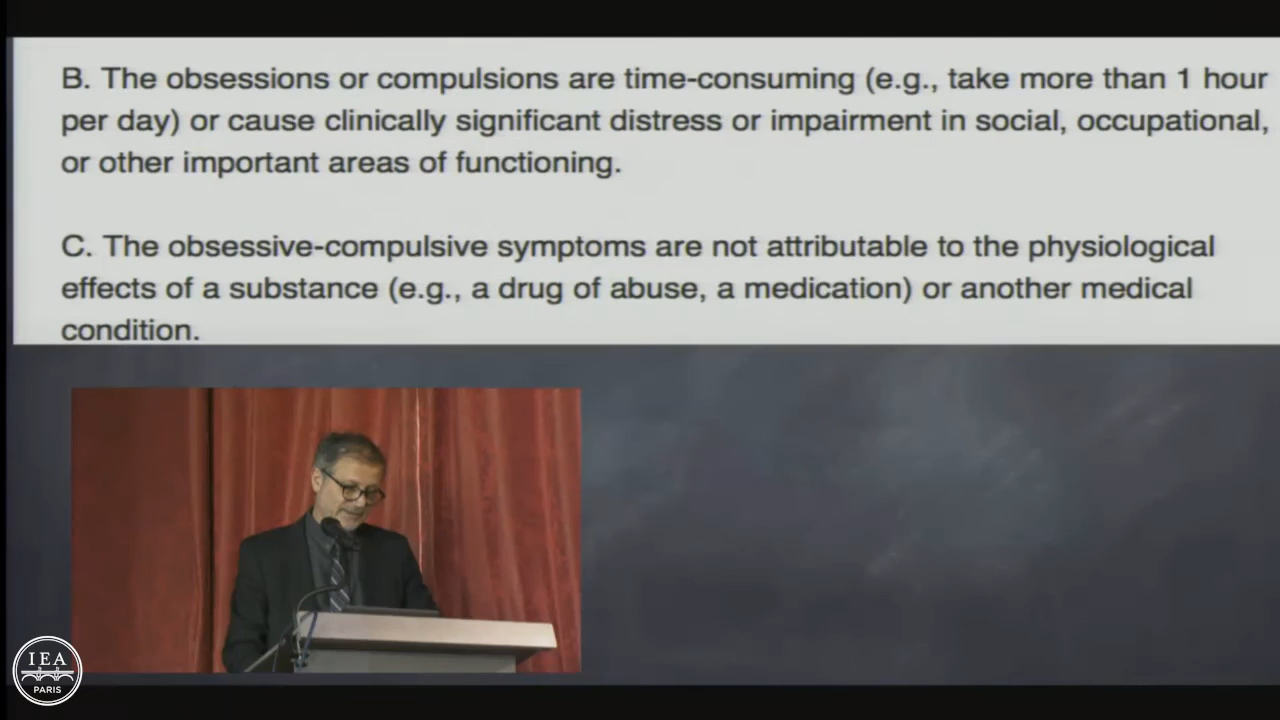 B. The obsessions or compulsions are time-consuming (e.g., take more than 1 hour
per day) or cause clinically significant distress or impairment in social, occupational,
or other important areas of functioning.
C. The obsessive-compulsive symptoms are not attributable to the physiological
effects of a substance (e.g., a drug of abuse, a medication) or another medical
condition.
IEA
PARIS